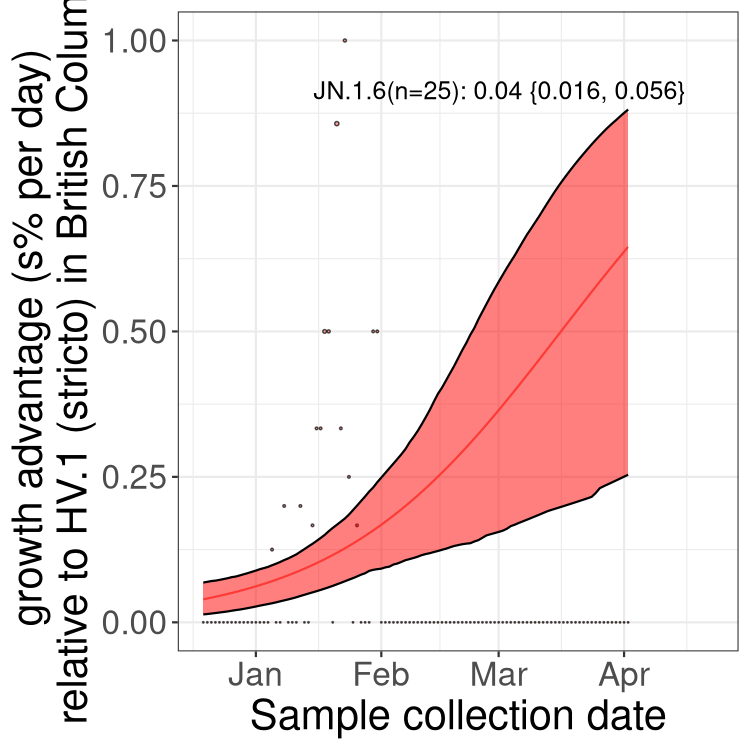 growth advantage (s% per day)
relative to HV.1 (stricto) in British Colum
1.00
0.75
0.50
0.25
0.00
JN.1.6(n=25): 0.04 {0.016, 0.056}
Jan Feb Mar Apr
Sample collection date